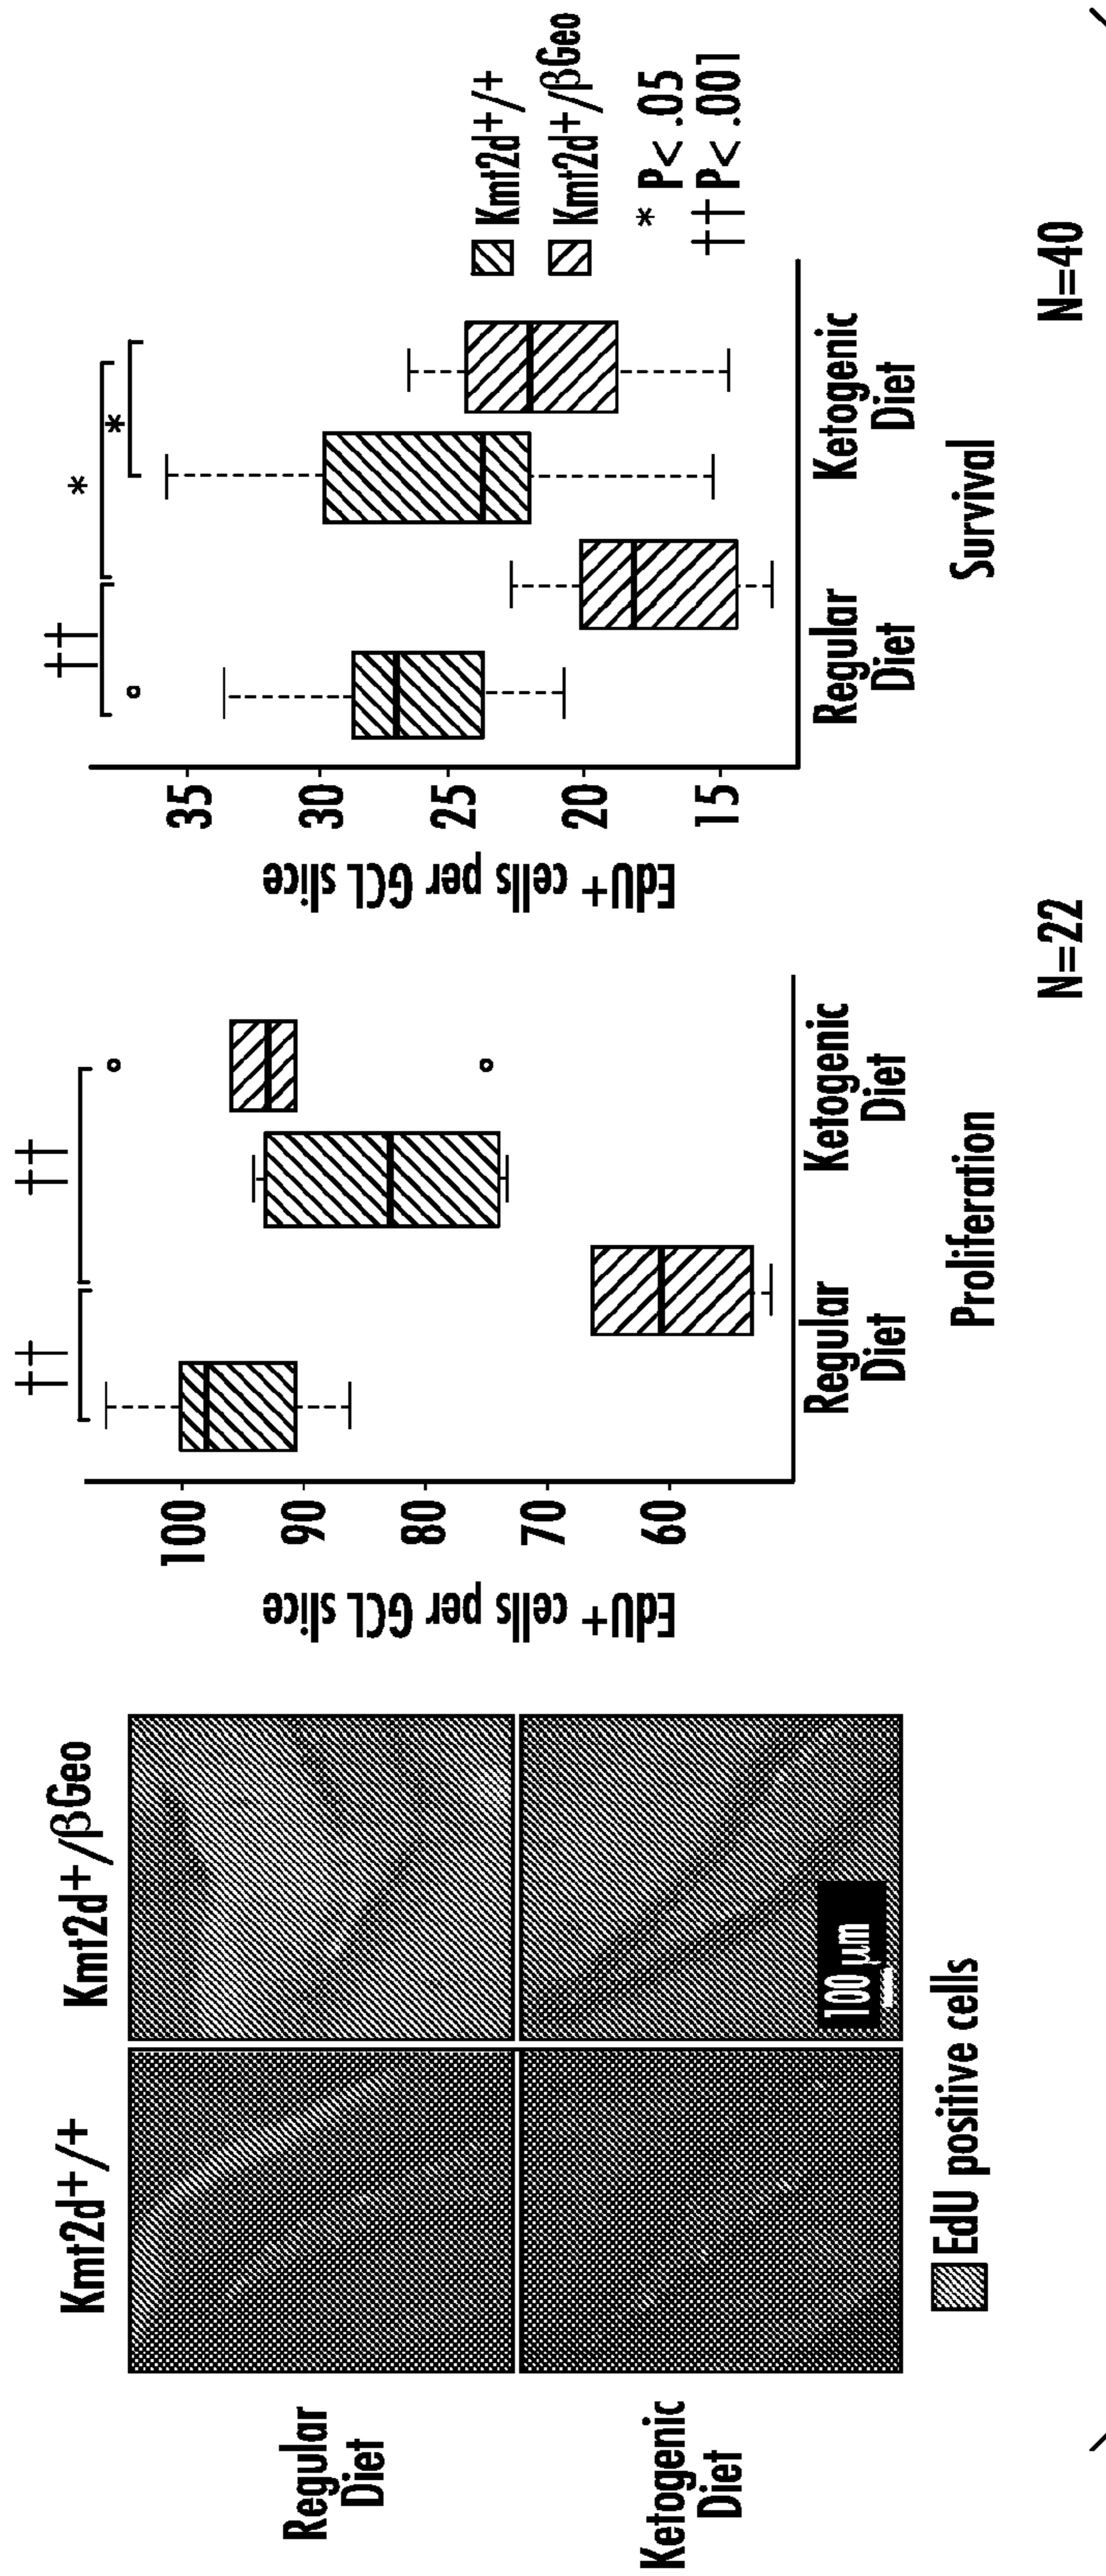 Kmt2d+/+
Kmt2d+/βGeo
Regular
Diet
Ketogenic
Diet
100 μm
EdU positive cells
EdU+ cells per GCL slice
100
90
80
70
60
††
††
Regular
Diet
Ketogenic
Diet
Proliferation
N=22
EdU+ cells per GCL slice
35
30
25
20
15
††
*
*
Regular
Diet
Ketogenic
Diet
Survival
Kmt2d+/+
Kmt2d+/βGeo
* P< .05
†† P< .001
N=40